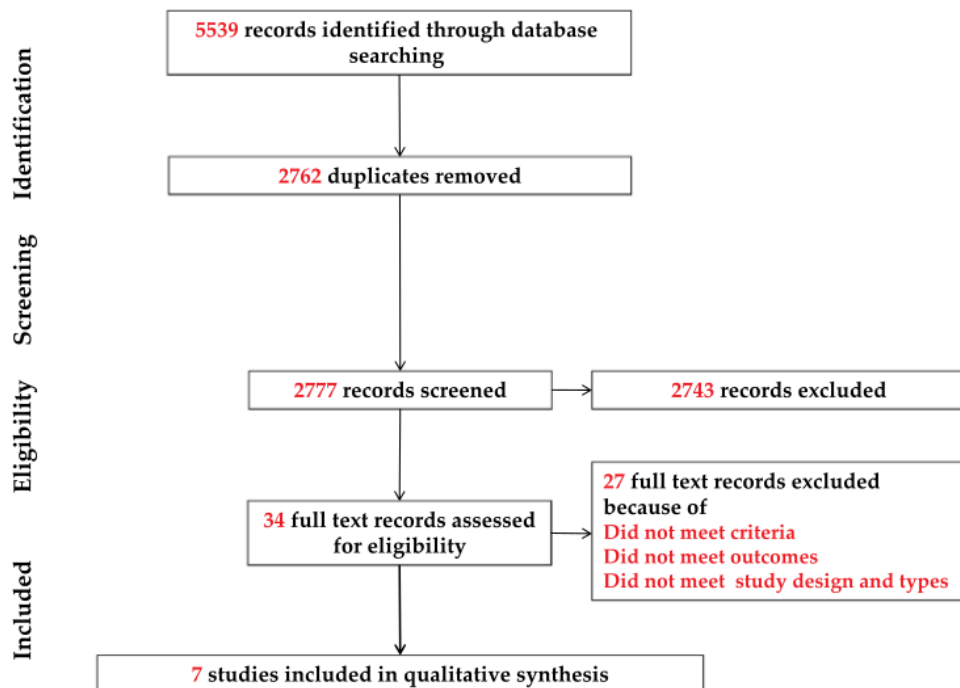 Identification
5539 records identified through database
searching
2762 duplicates removed
Screening
Eligibility
2777 records screened
2743 records excluded
34 full text records assessed
for eligibility
27 full text records excluded
because of
Did not meet criteria
Did not meet outcomes
Did not meet study design and types
Included
7 studies included in qualitative synthesis